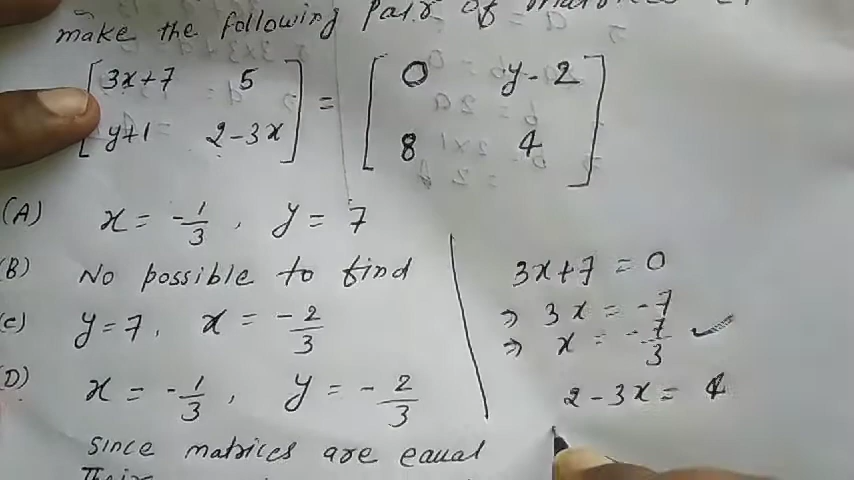 make the following Pair of matrices
[3x+7 5
y+1 2-3x] = [0 y-2
8 4]
(A) x = -1/3, y = 7
(B) No possible to find
(C) y = 7, x = -2/3
(D) x = -1/3, y = -2/3
since matrices are equal
3x+7 = 0
⇒ 3x = -7
⇒ x = -7/3 ✓
2-3x = 4